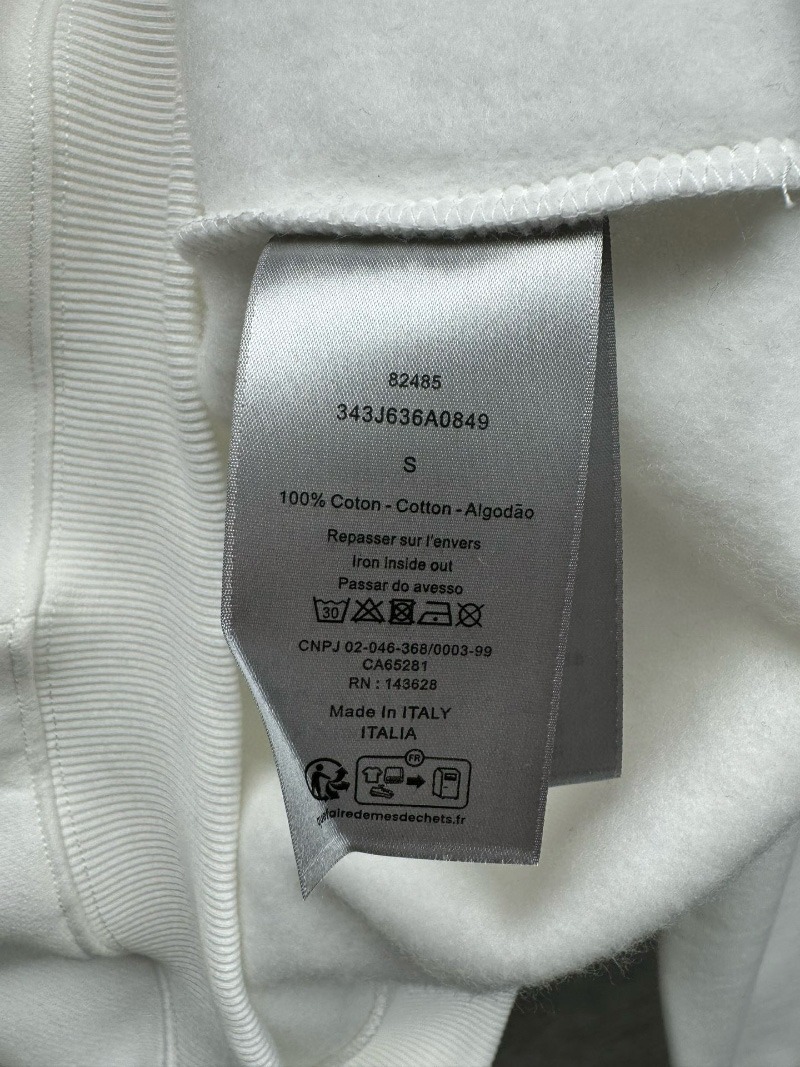 82485
343J636A0849
S
100% Coton - Cotton - Algodão
Repasser sur l'envers
Iron inside out
Passar do avesso
30
CNPJ 02-046-368/0003-99
CA65281
RN : 143628
Made In ITALY
ITALIA
FR
quefairedemesdechets.fr